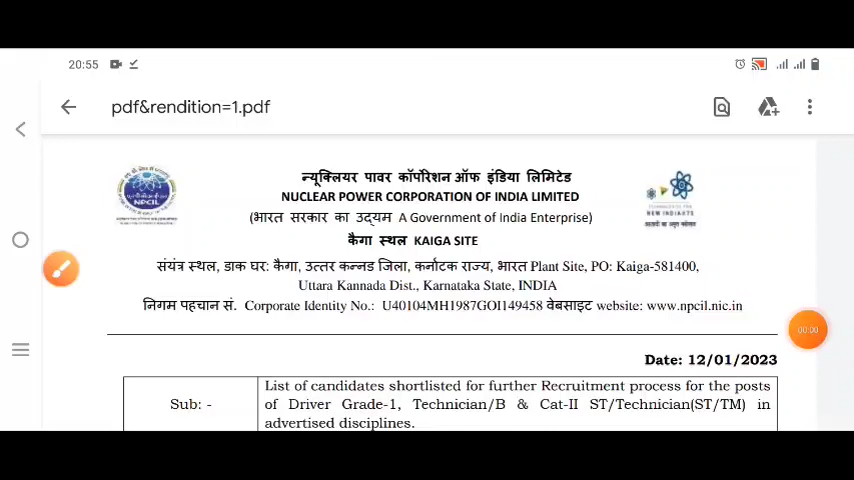 20:55
pdf&rendition=1.pdf
न्यूक्लियर पावर कॉर्पोरेशन ऑफ इंडिया लिमिटेड
NPCIL
NUCLEAR POWER CORPORATION OF INDIA LIMITED
NEW INDIA
(भारत सरकार का उद्यम A Government of India Enterprise)
कैगा स्थल KAIGA SITE
संयंत्र स्थल, डाक घर: कैगा, उत्तर कन्नड जिला, कर्नाटक राज्य, भारत Plant Site, PO: Kaiga-581400,
Uttara Kannada Dist., Karnataka State, INDIA
निगम पहचान सं. Corporate Identity No.: U40104MH1987GOI149458 वेबसाइट website: www.npcil.nic.in
00:00
Date: 12/01/2023
Sub: - List of candidates shortlisted for further Recruitment process for the posts
of Driver Grade-1, Technician/B & Cat-II ST/Technician(ST/TM) in
advertised disciplines.